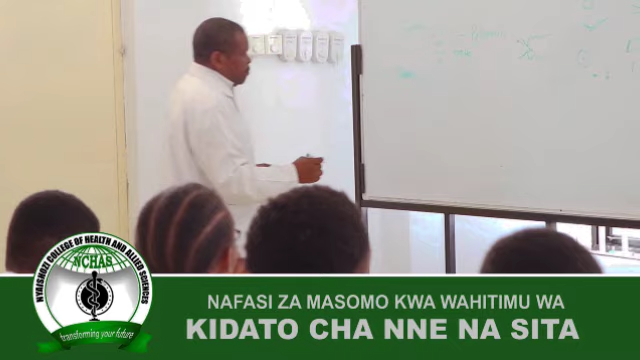 NYAISHOZI COLLEGE OF HEALTH AND ALLIED SCIENCES
NCHAS
transforming your future
NAFASI ZA MASOMO KWA WAHITIMU WA
KIDATO CHA NNE NA SITA